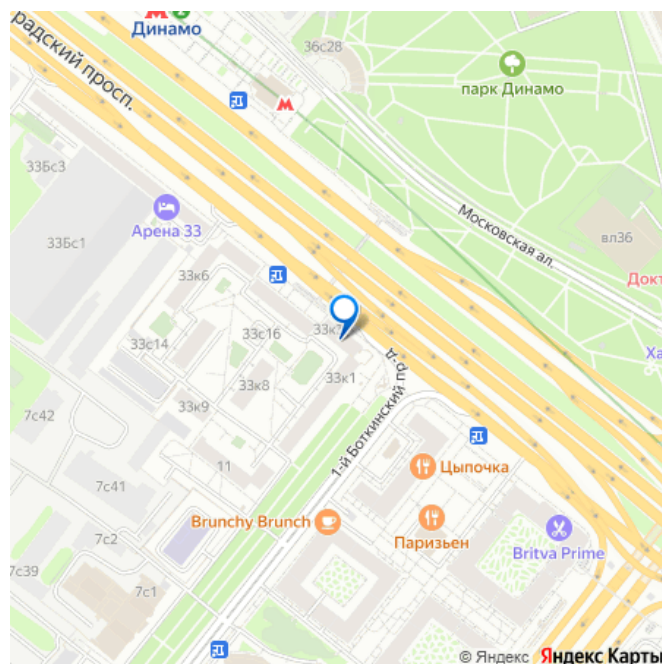 М
Динамо
36с28
парк Динамо
радский просп.
М
33Бс3
Арена 33
33Бс1
Московская ал.
вл36
Докт
33к6
33с16
33к
33с14
33к1
33к8
33к9
Ха
1-й Боткинский пр-д
7с42
11
Цыпочка
7с41
Brunchy Brunch
Паризьен
7с2
Britva Prime
7с39
7с1
© Яндекс Яндекс Карты